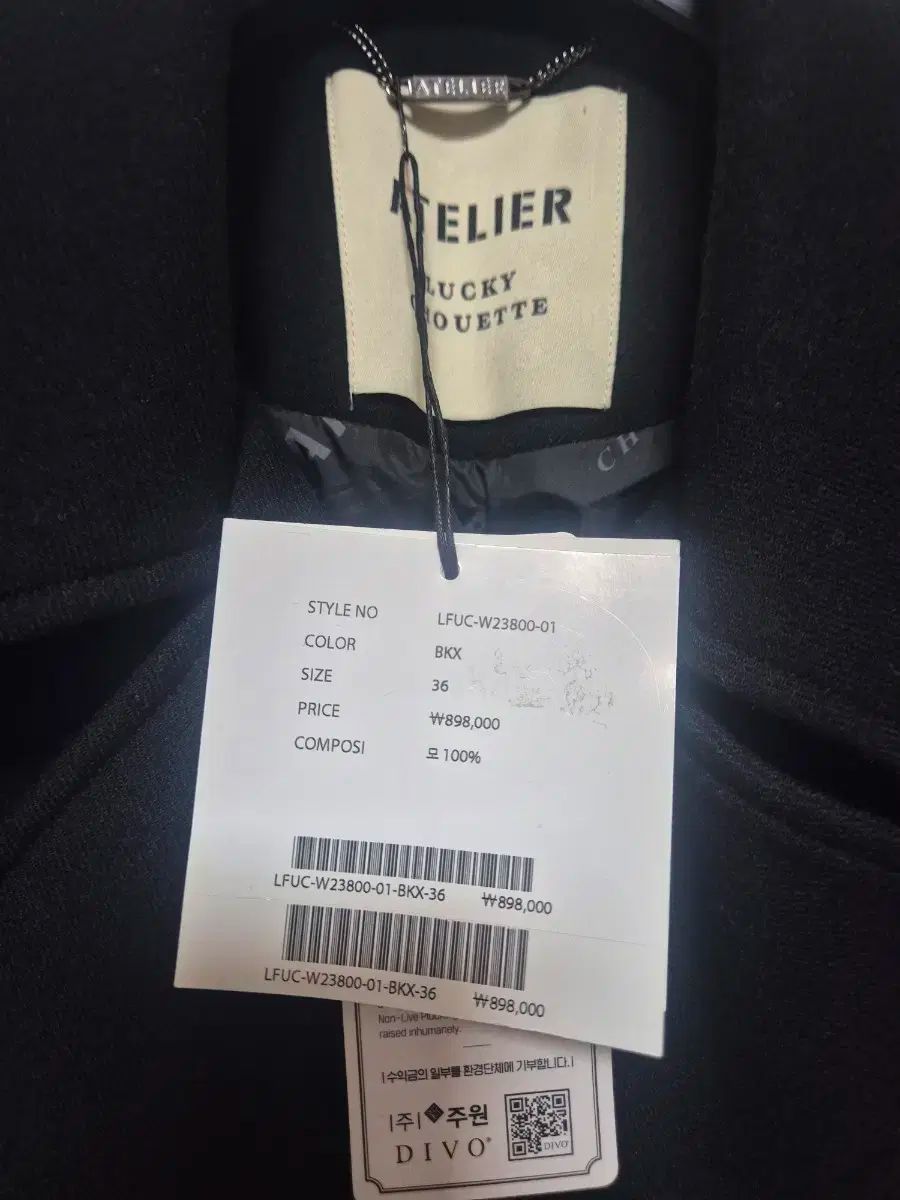 ATELIER
ATELIER
LUCKY
CHOUETTE
CH
STYLE NO LFUC-W23800-01
COLOR BKX
SIZE 36
PRICE ₩898,000
COMPOSI 모 100%
LFUC-W23800-01-BKX-36 ₩898,000
LFUC-W23800-01-BKX-36 ₩898,000
Non-Live
raised inhumanely.
|수익금의 일부를 환경단체에 기부합니다.|
|주| 주원
DIVO®
DIVO